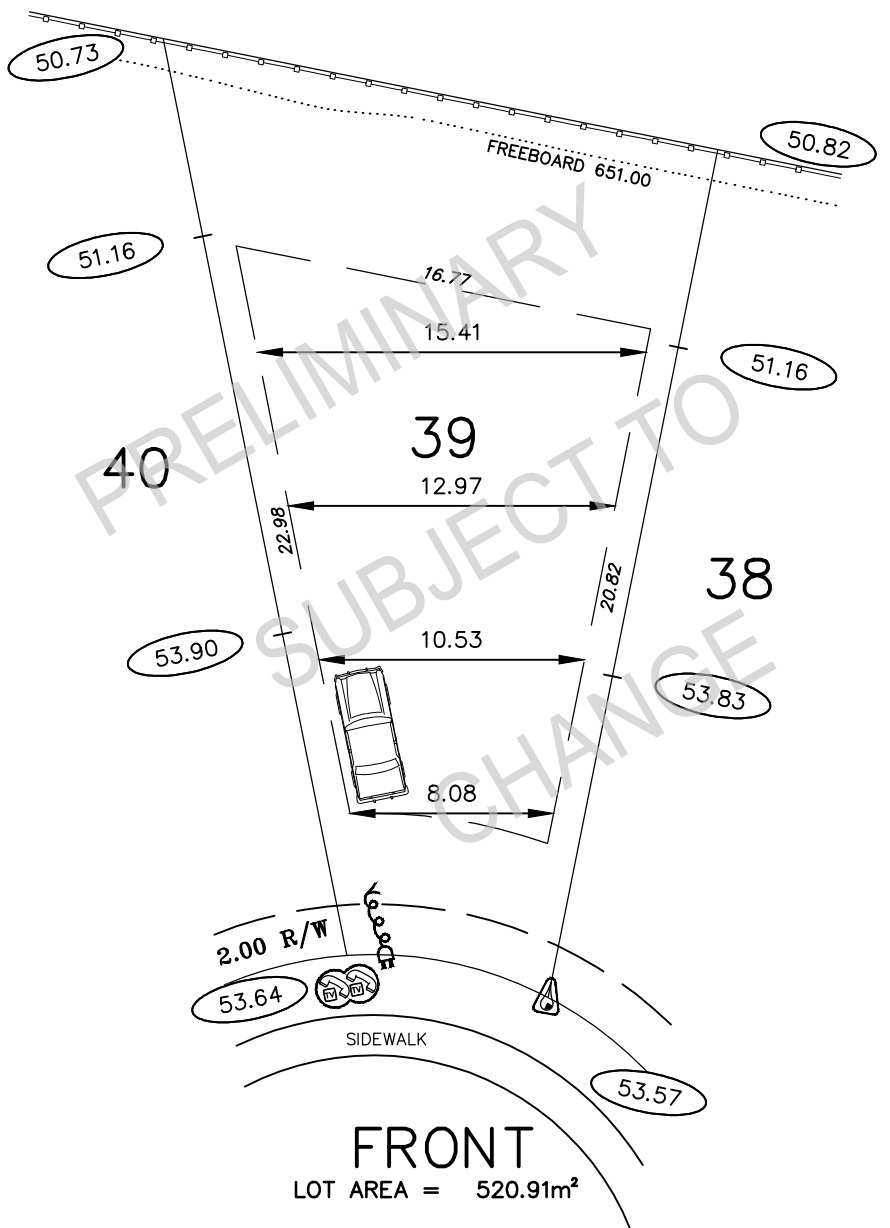 50.73
50.82
FREEBOARD 651.00
51.16
16.77
15.41
51.16
39
40
12.97
22.98
20.82
38
10.53
53.90
53.83
8.08
PRELIMINARY
SUBJECT TO
CHANGE
2.00 R/W
TV TV
53.64
SIDEWALK
53.57
FRONT
LOT AREA = 520.91m²